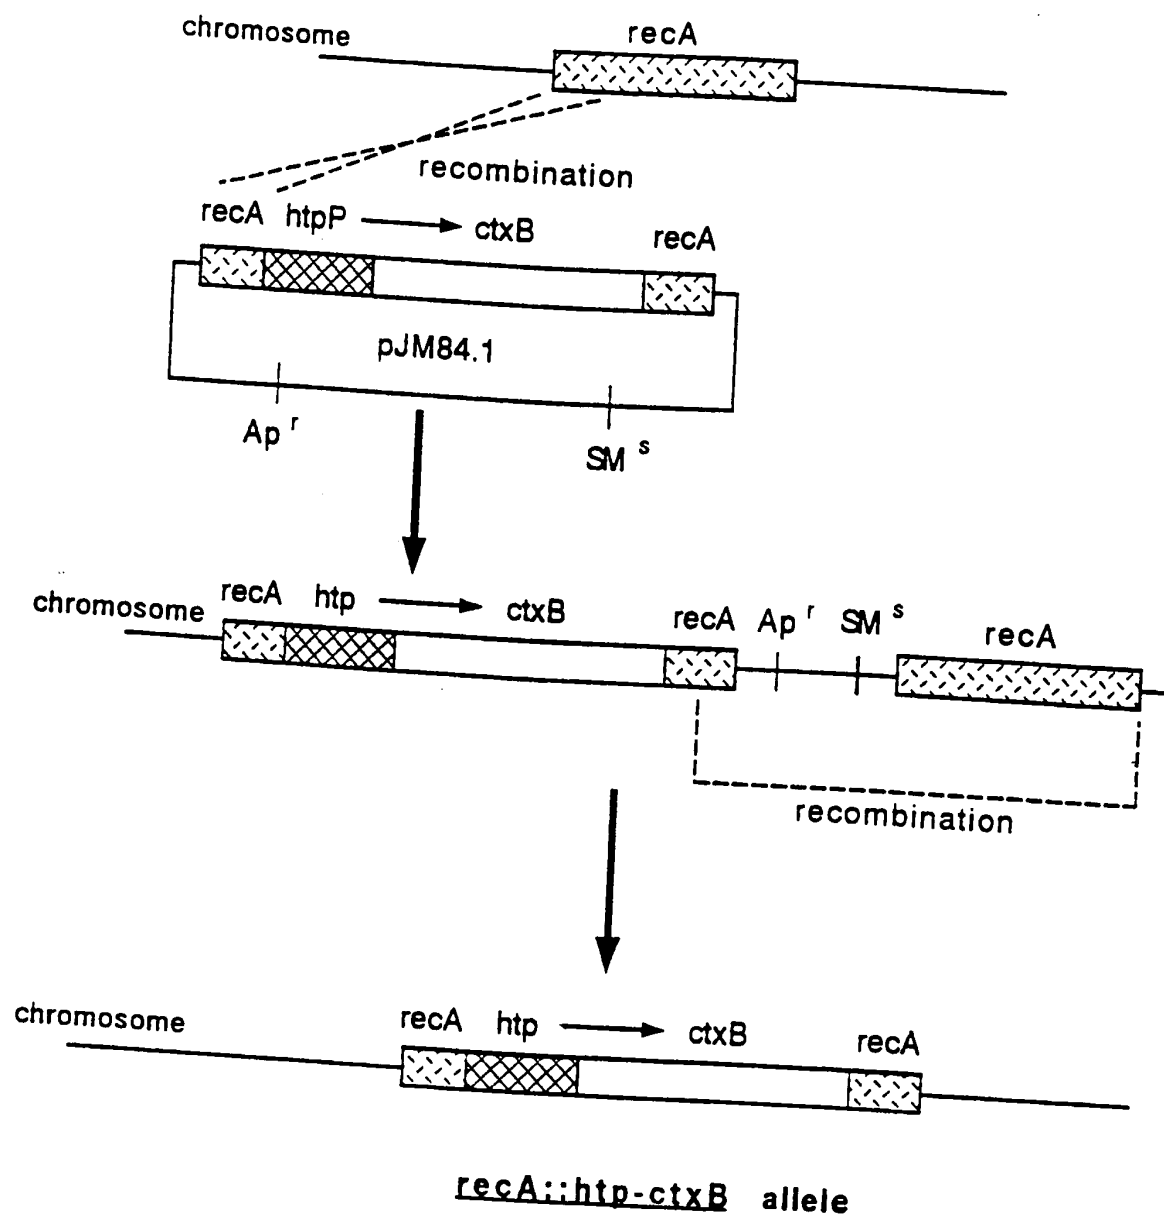 chromosome
recA
recombination
recA htpP ctxB recA
pJM84.1
Ap r
SM s
chromosome
recA htp ctxB recA Ap r SM s recA
recombination
chromosome
recA htp ctxB recA
recA::htp-ctxB allele